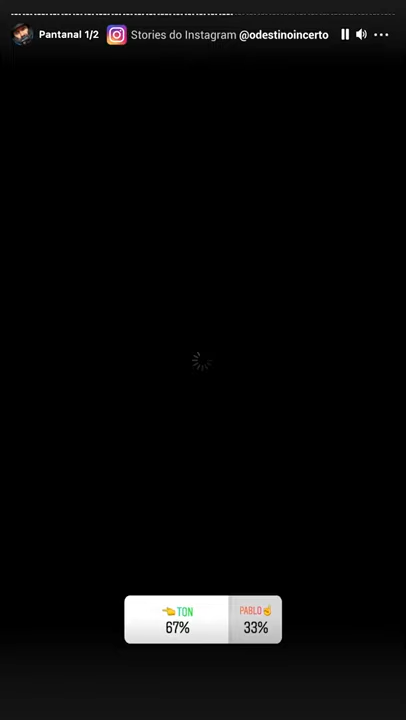 Pantanal 1/2 Stories do Instagram @odestinoincerto
👈TON PABLO☝
67% 33%